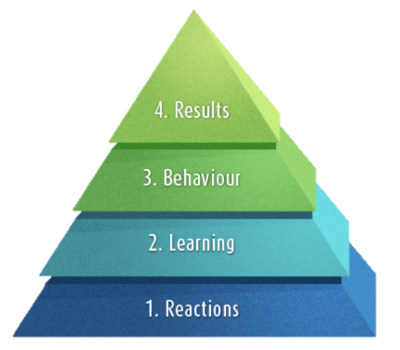 4. Results
3. Behaviour
2. Learning
1. Reactions